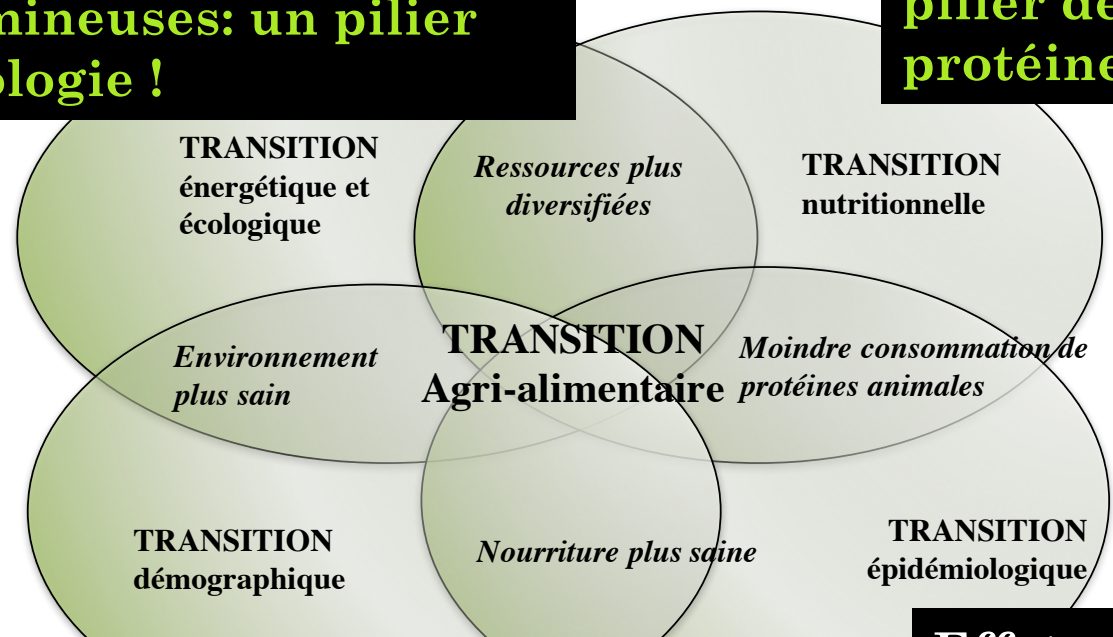 mineuses: un pilier
ologie !
pilier de
protéine
TRANSITION
énergétique et
écologique
Ressources plus
diversifiées
TRANSITION
nutritionnelle
Environnement
plus sain
TRANSITION
Agri-alimentaire
Moindre consommation de
protéines animales
TRANSITION
démographique
Nourriture plus saine
TRANSITION
épidémiologique